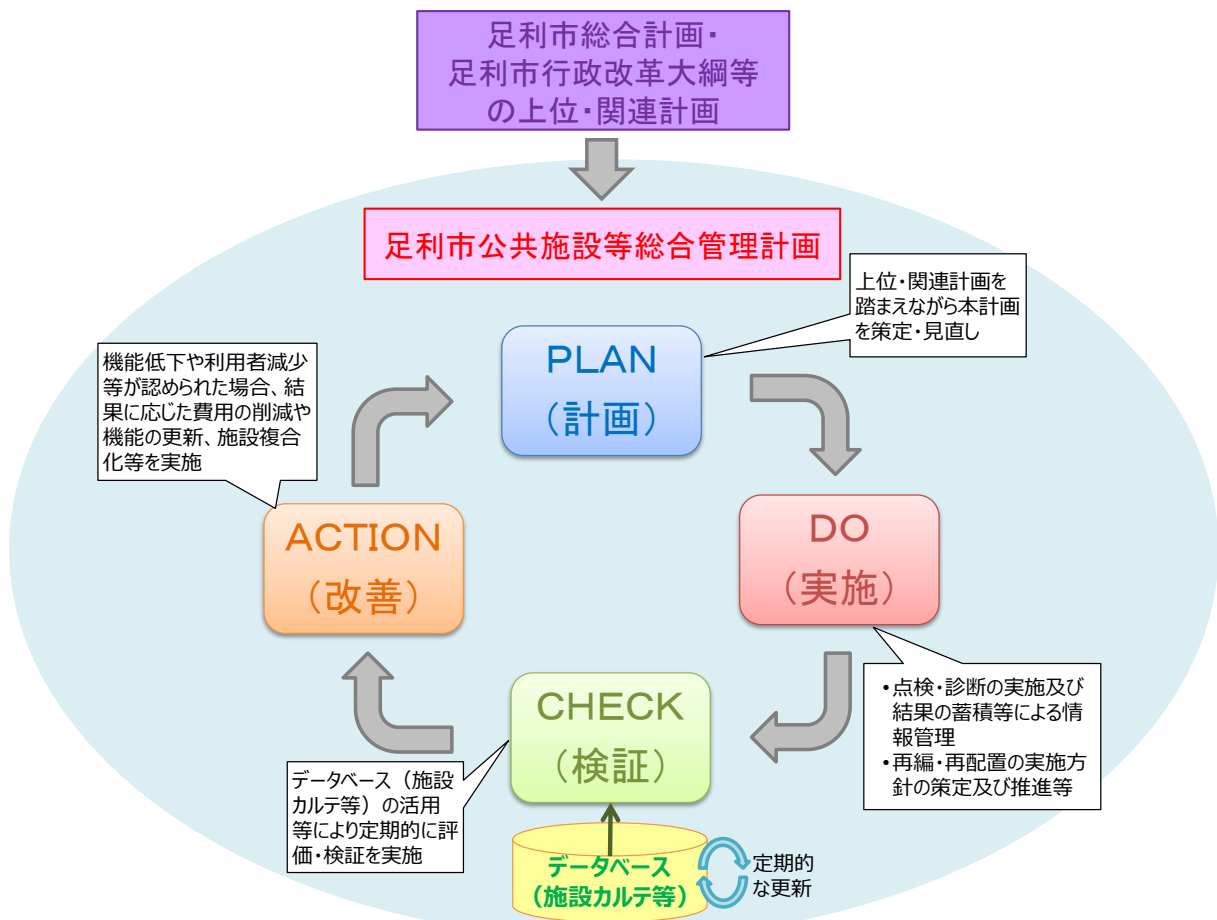 足利市総合計画・
足利市行政改革大綱等
の上位・関連計画
足利市公共施設等総合管理計画
上位・関連計画を
踏まえながら本計画
を策定・見直し
PLAN
（計画）
機能低下や利用者減少
等が認められた場合、結
果に応じた費用の削減や
機能の更新、施設複合
化等を実施
ACTION
（改善）
DO
（実施）
•点検・診断の実施及び
結果の蓄積等による情
報管理
•再編・再配置の実施方
針の策定及び推進等
CHECK
（検証）
データベース（施設
カルテ等）の活用
等により定期的に評
価・検証を実施
データベース
（施設カルテ等）
定期的
な更新